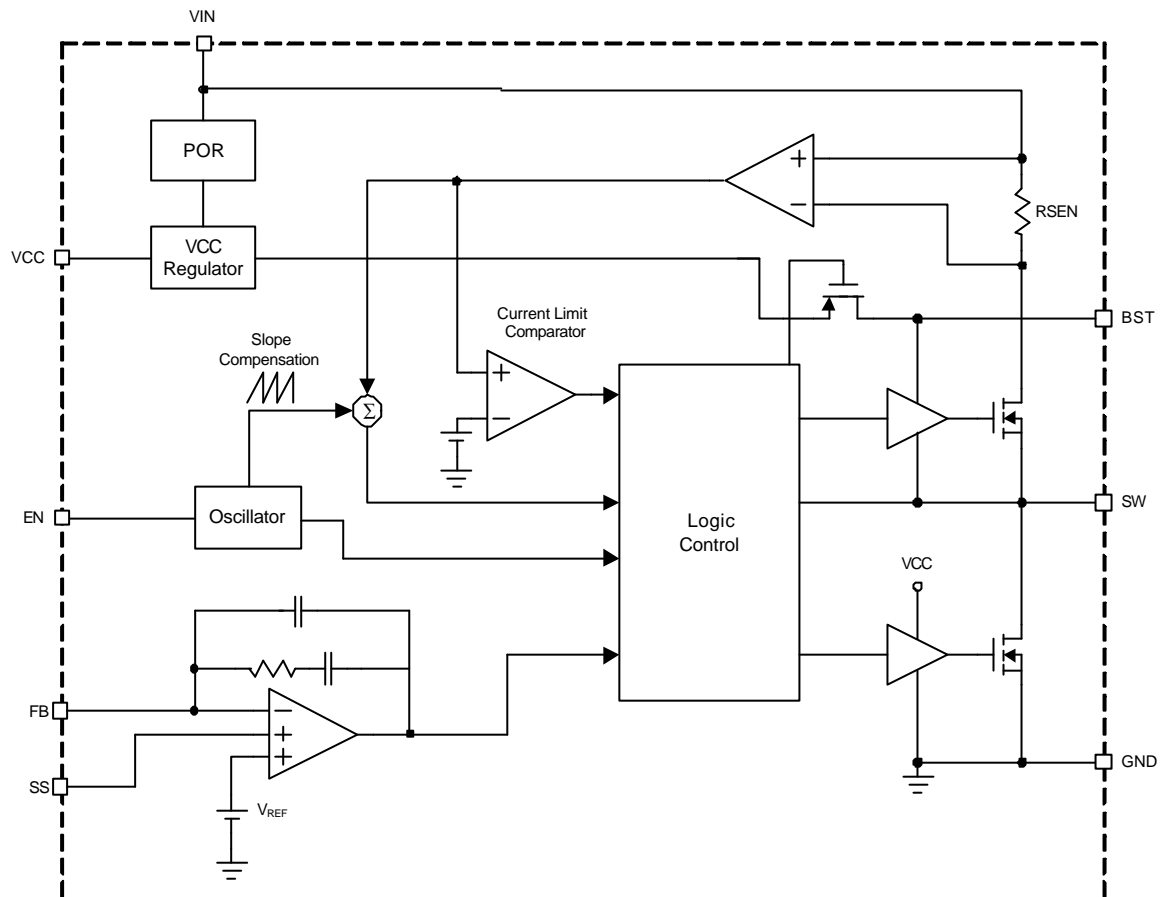 VIN
POR
+
−
RSEN
VCC
VCC
Regulator
Current Limit
Comparator
BST
Slope
Compensation
+
−
Σ
EN
Oscillator
Logic
Control
SW
VCC
FB
−
+
+
SS
VREF
GND